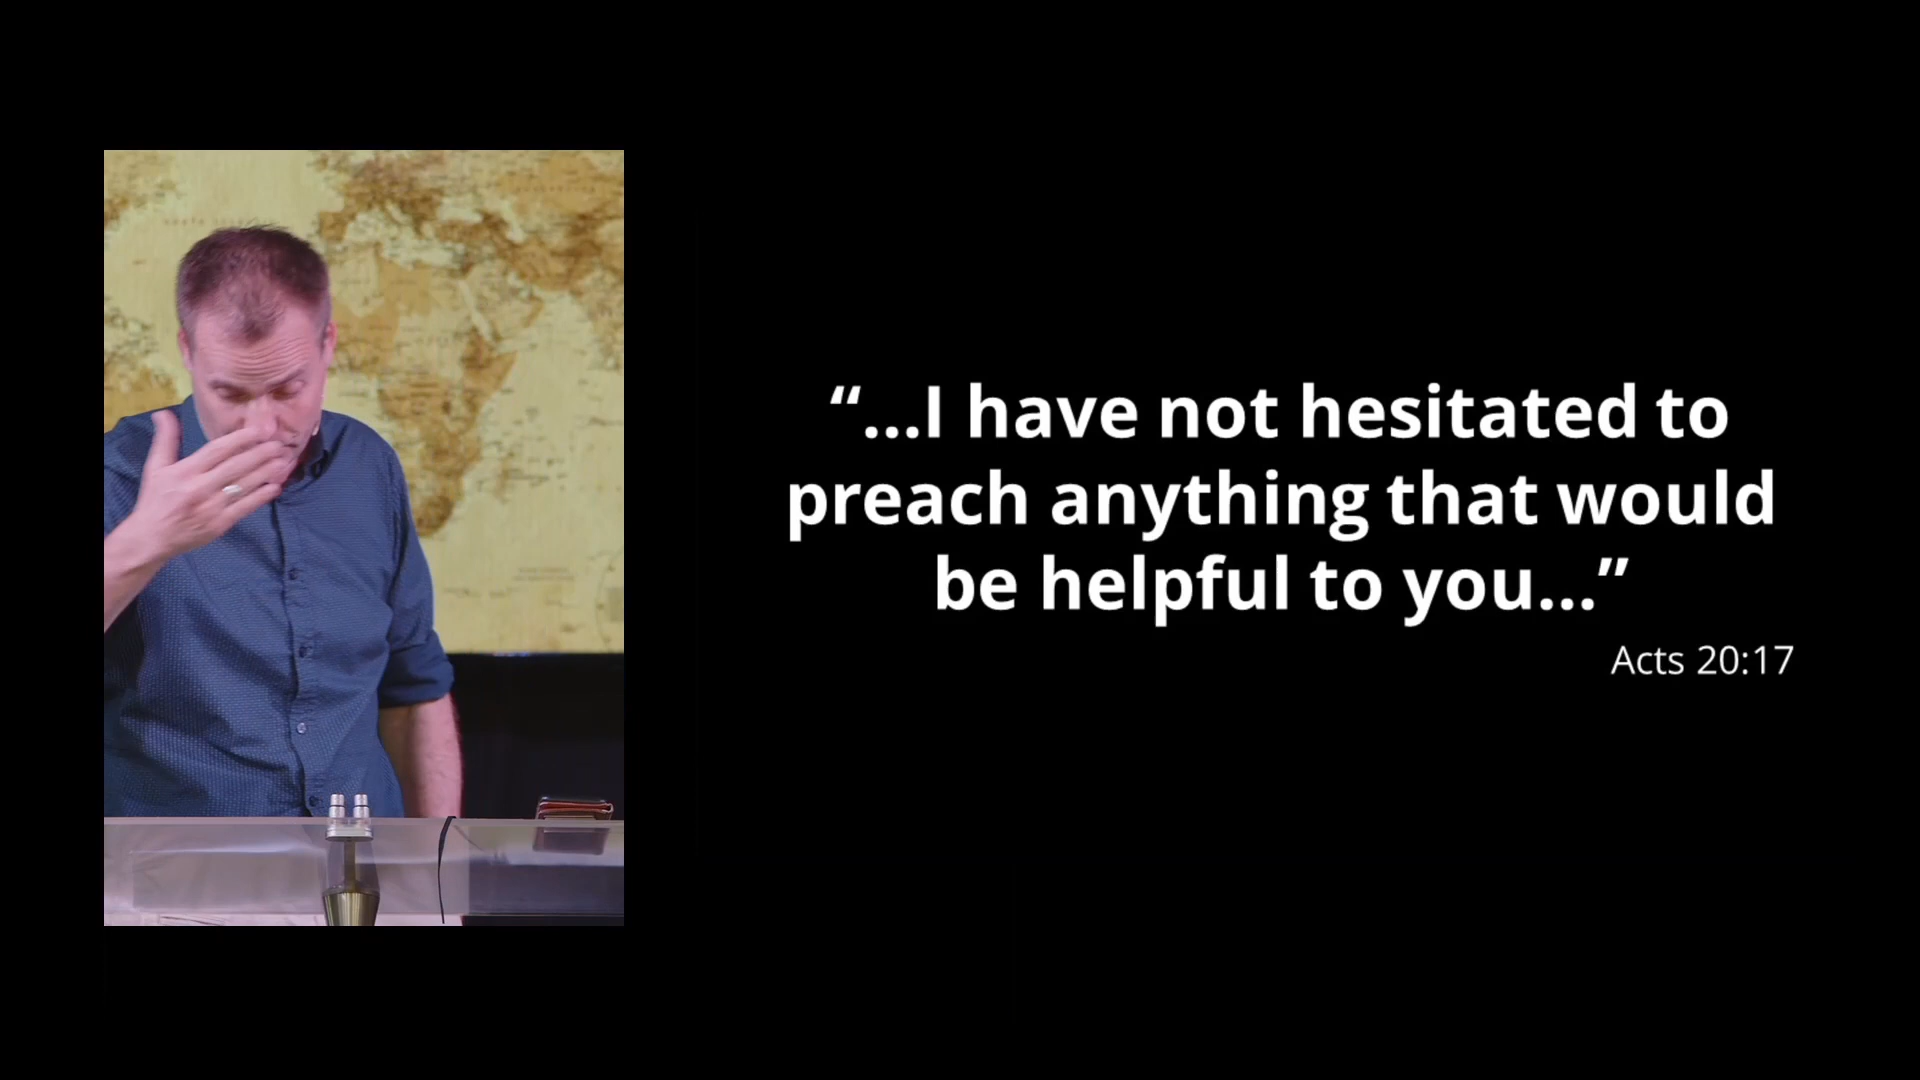 “...I have not hesitated to
preach anything that would
be helpful to you...”
Acts 20:17